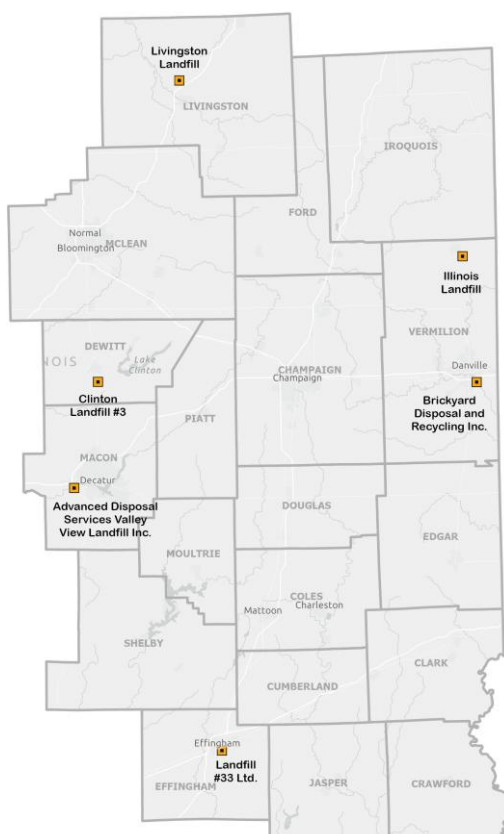 Livingston
Landfill
LIVINGSTON
IROQUOIS
FORD
Normal
Bloomington
MCLEAN
Illinois
Landfill
VERMILION
DEWITT
NOIS
Lake
Clinton
Clinton
Landfill #3
CHAMPAIGN
Champaign
Danville
Brickyard
Disposal and
Recycling Inc.
PIATT
MACON
Decatur
Advanced Disposal
Services Valley
View Landfill Inc.
DOUGLAS
EDGAR
MOULTRIE
COLES
Mattoon
Charleston
SHELBY
CLARK
CUMBERLAND
Effingham
Landfill
#33 Ltd.
EFFINGHAM
JASPER
CRAWFORD